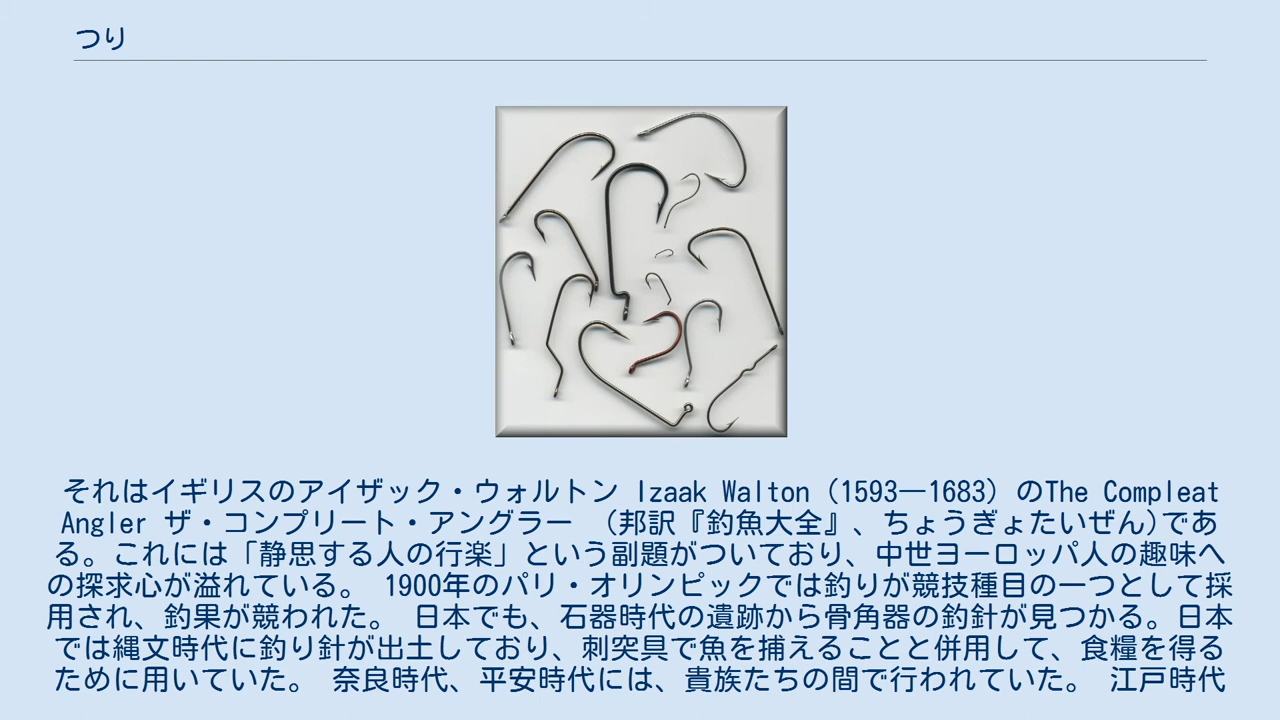 つり
それはイギリスのアイザック・ウォルトン Izaak Walton (1593—1683) のThe Compleat
Angler ザ・コンプリート・アングラー (邦訳『釣魚大全』、ちょうぎょたいぜん)であ
る。これには「静思する人の行楽」という副題がついており、中世ヨーロッパ人の趣味へ
の探求心が溢れている。 1900年のパリ・オリンピックでは釣りが競技種目の一つとして採
用され、釣果が競われた。 日本でも、石器時代の遺跡から骨角器の釣針が見つかる。日本
では縄文時代に釣り針が出土しており、刺突具で魚を捕えることと併用して、食糧を得る
ために用いていた。 奈良時代、平安時代には、貴族たちの間で行われていた。 江戸時代